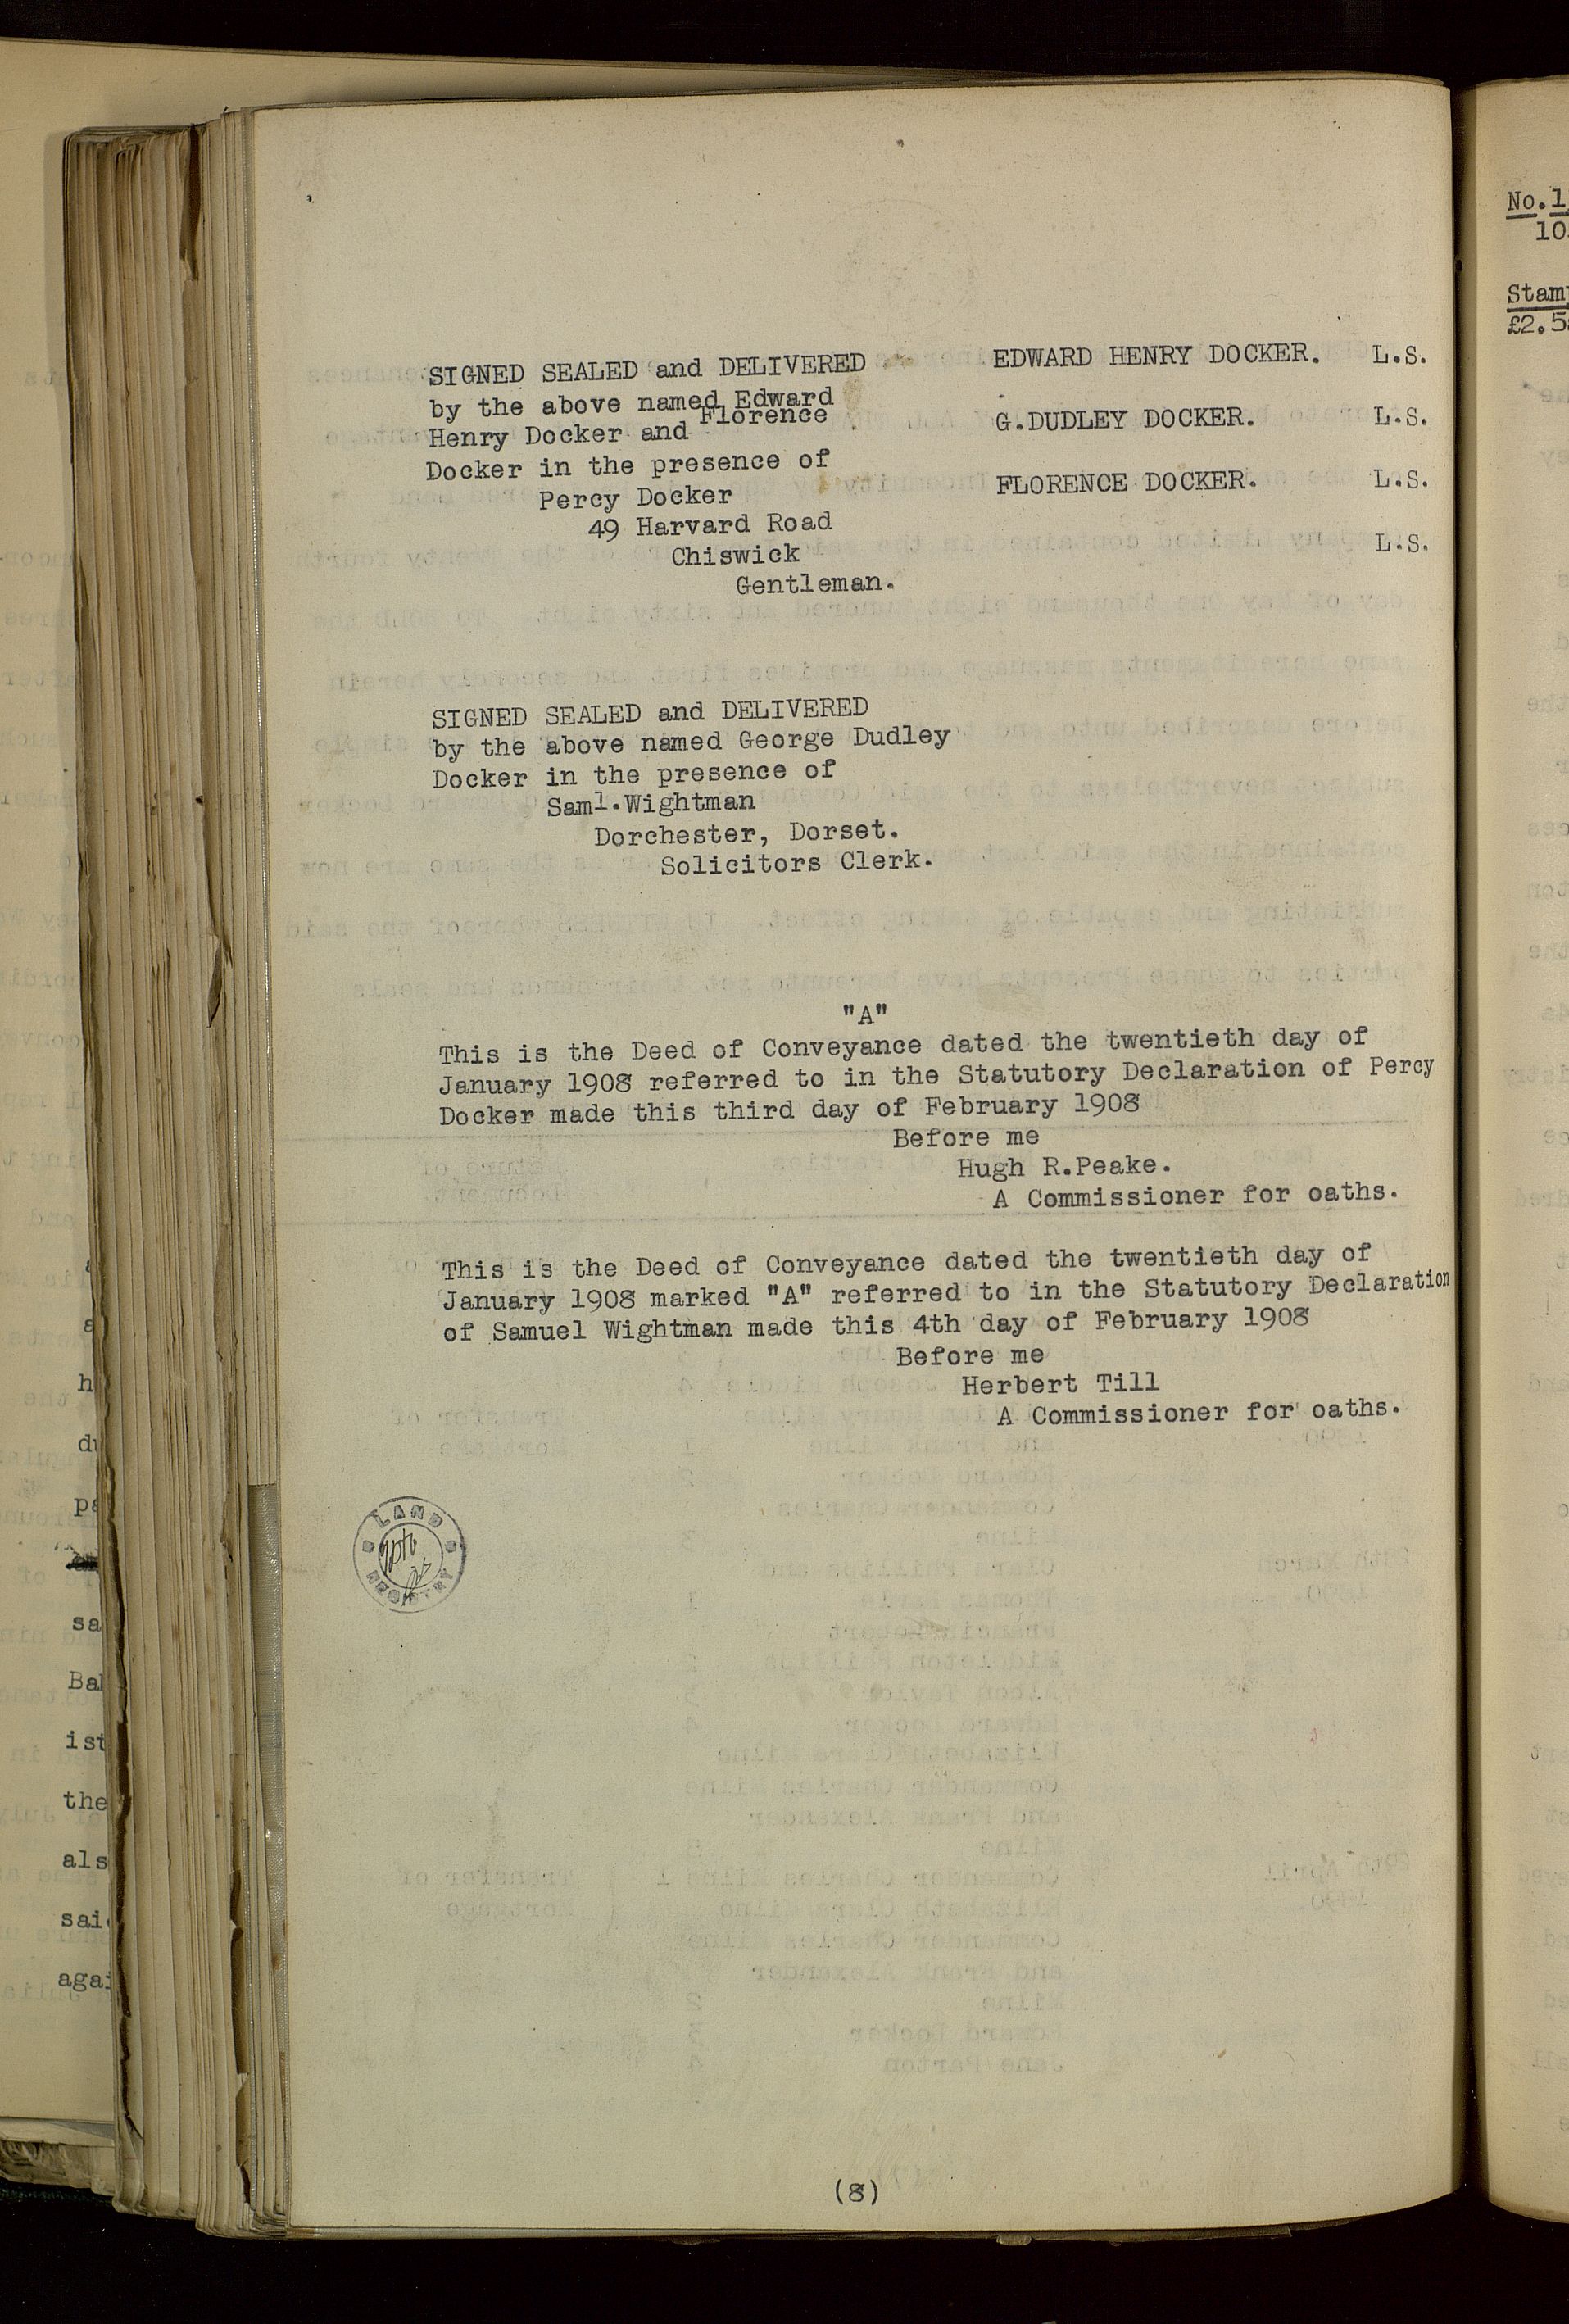 SIGNED SEALED and DELIVERED
by the above named Edward
Henry Docker and Florence
Docker in the presence of
Percy Docker
49 Harvard Road
Chiswick
Gentleman.
EDWARD HENRY DOCKER. L.S.
G.DUDLEY DOCKER. L.S.
FLORENCE DOCKER. L.S.
L.S.
SIGNED SEALED and DELIVERED
by the above named George Dudley
Docker in the presence of
Saml.Wightman
Dorchester, Dorset.
Solicitors Clerk.
"A"
This is the Deed of Conveyance dated the twentieth day of
January 1908 referred to in the Statutory Declaration of Percy
Docker made this third day of February 1908
Before me
Hugh R.Peake.
A Commissioner for oaths.
This is the Deed of Conveyance dated the twentieth day of
January 1908 marked "A" referred to in the Statutory Declaration
of Samuel Wightman made this 4th day of February 1908
Before me
Herbert Till
A Commissioner for oaths.
LAND
(8)
No.1